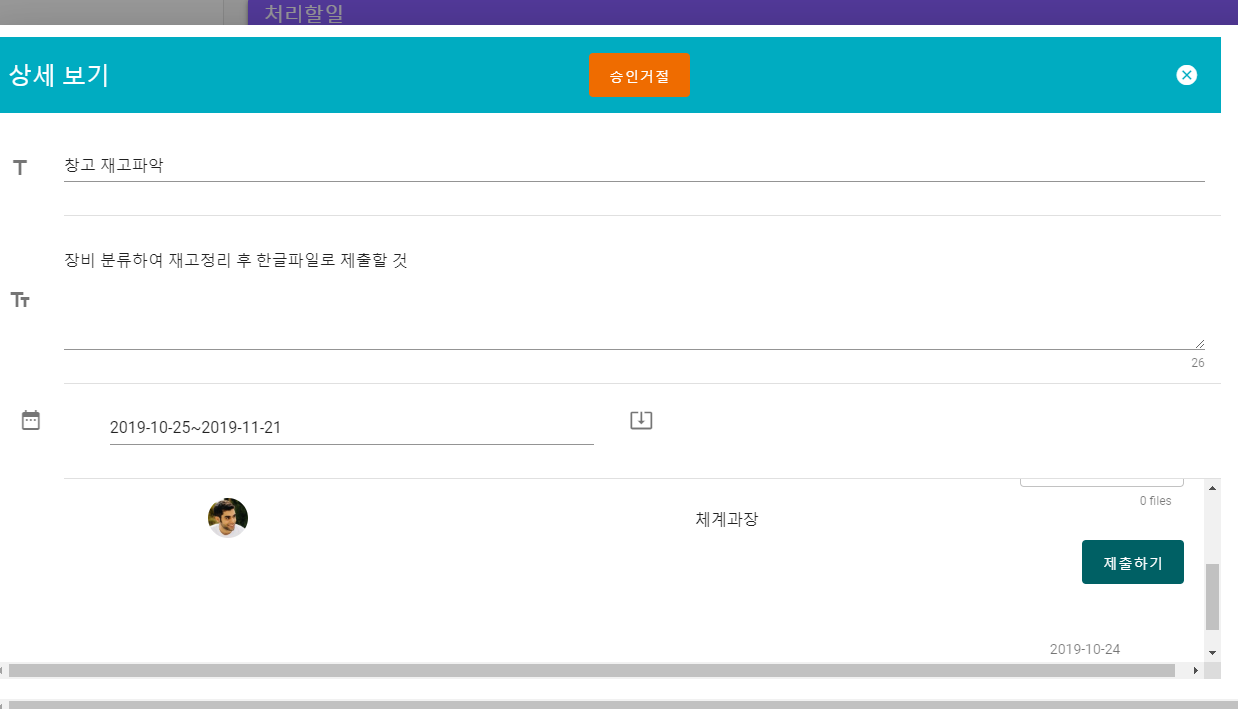 처리할일
상세 보기
승인거절
창고 재고파악
장비 분류하여 재고정리 후 한글파일로 제출할 것
26
2019-10-25~2019-11-21
0 files
체계과장
제출하기
2019-10-24